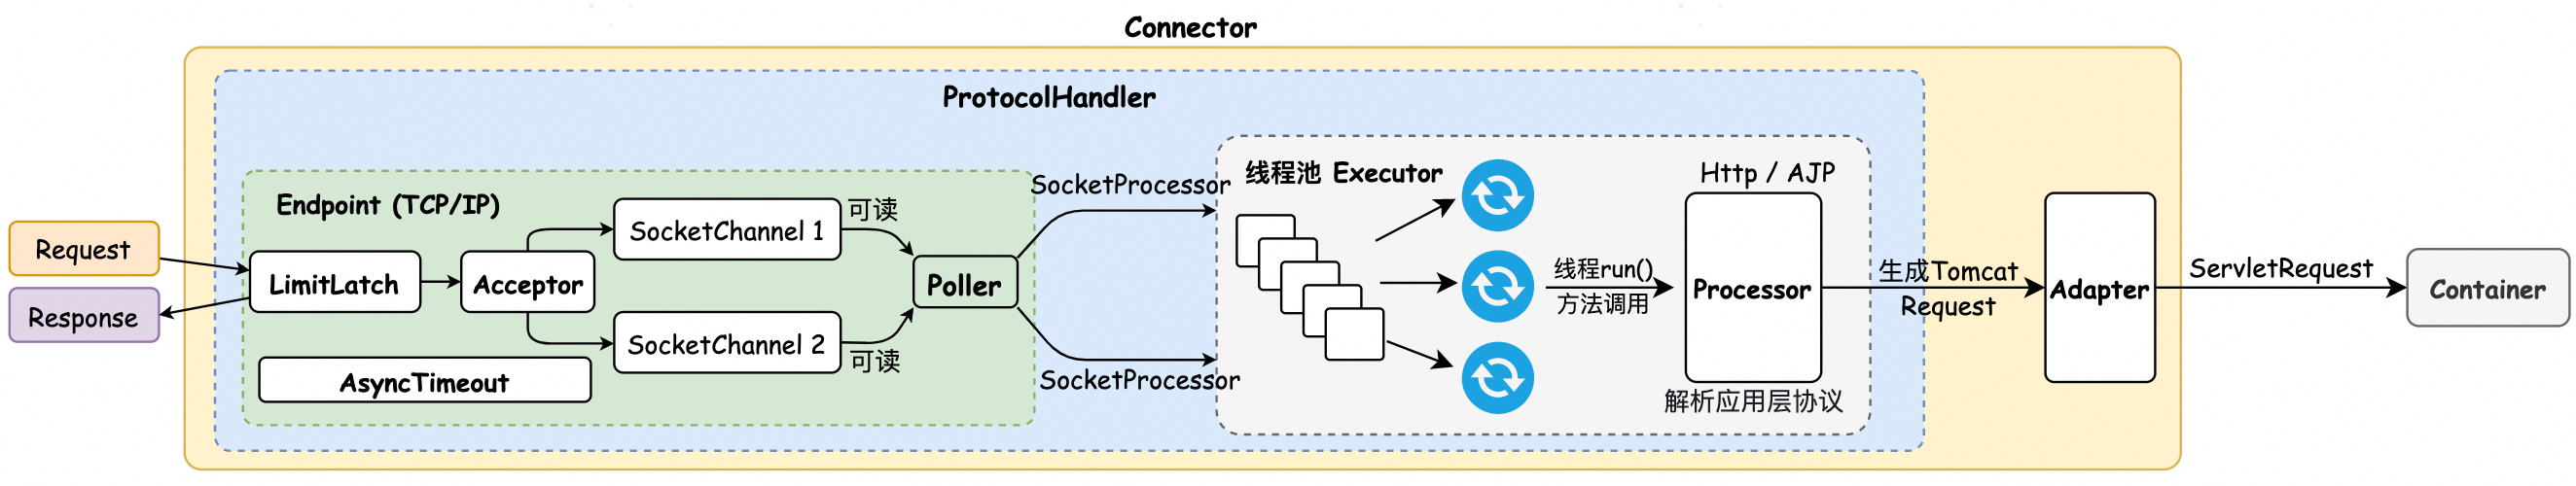 Connector
ProtocolHandler
Endpoint (TCP/IP)
Request
Response
LimitLatch
Acceptor
SocketChannel 1
SocketChannel 2
可读
可读
AsyncTimeout
Poller
SocketProcessor
SocketProcessor
线程池 Executor
线程run()
方法调用
Http / AJP
Processor
解析应用层协议
生成Tomcat
Request
Adapter
ServletRequest
Container